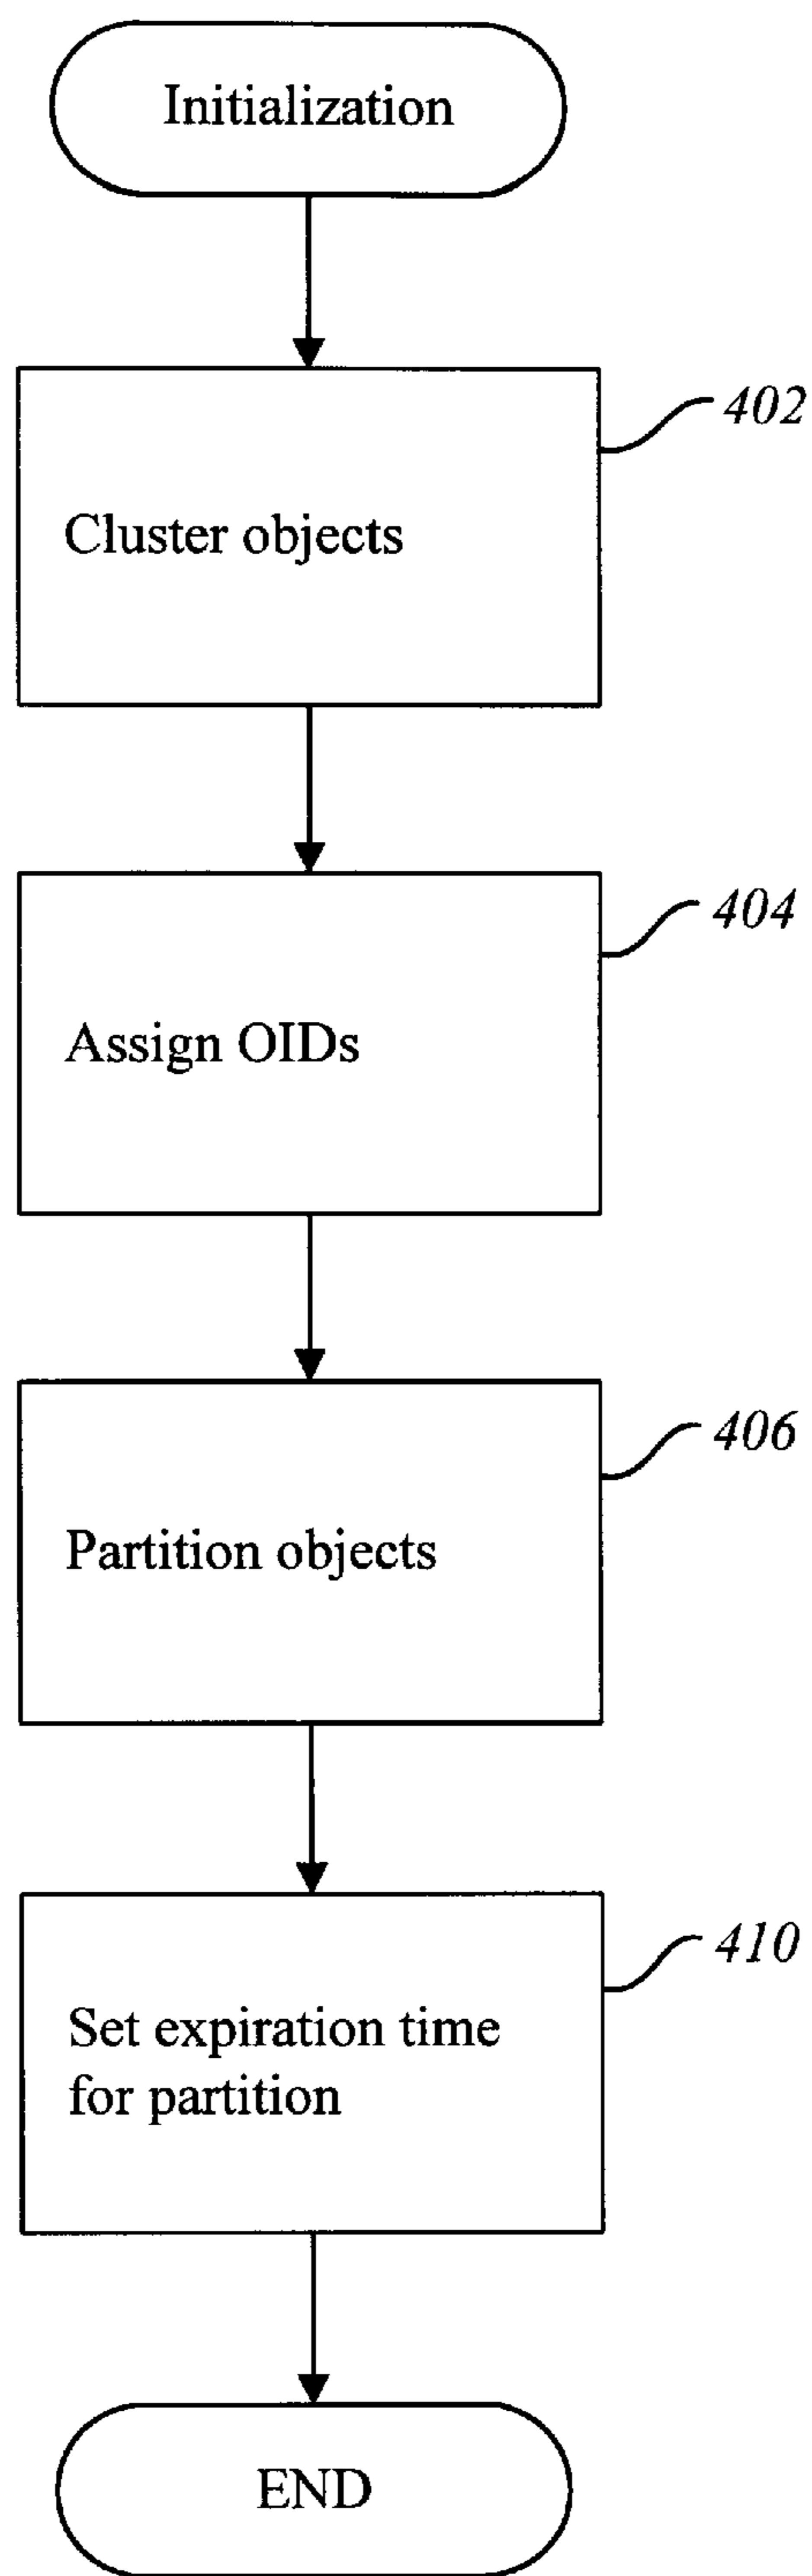 Initialization
402
Cluster objects
404
Assign OIDs
406
Partition objects
410
Set expiration time
for partition
END